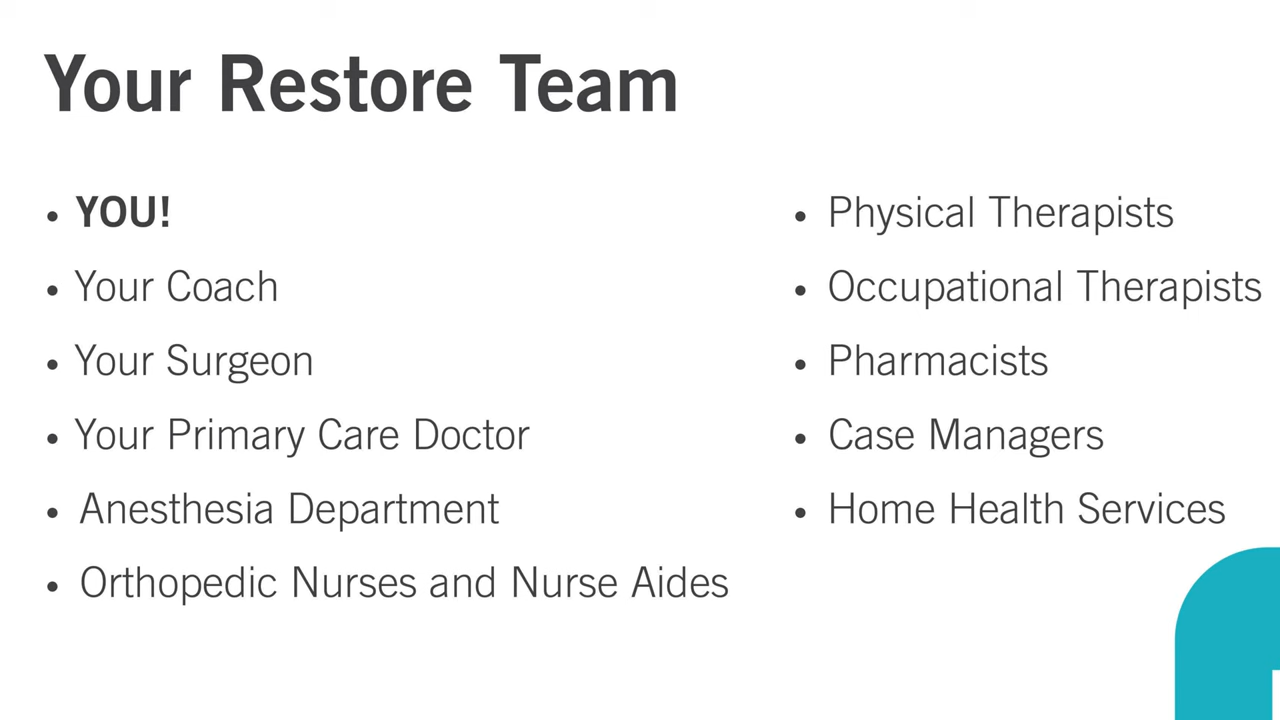 Your Restore Team
• YOU!
• Your Coach
• Your Surgeon
• Your Primary Care Doctor
• Anesthesia Department
• Orthopedic Nurses and Nurse Aides
• Physical Therapists
• Occupational Therapists
• Pharmacists
• Case Managers
• Home Health Services